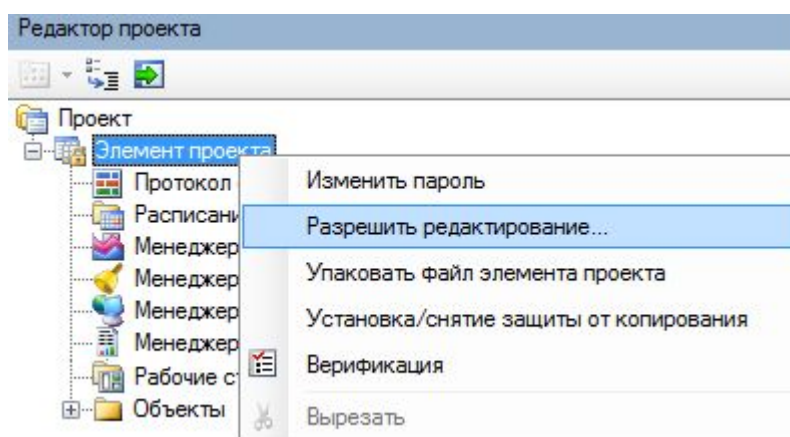 Редактор проекта
Проект
Элемент проекта
Протокол
Расписани
Менеджер
Менеджер
Менеджер
Менеджер
Рабочие с
Объекты
Изменить пароль
Разрешить редактирование...
Упаковать файл элемента проекта
Установка/снятие защиты от копирования
Верификация
Вырезать